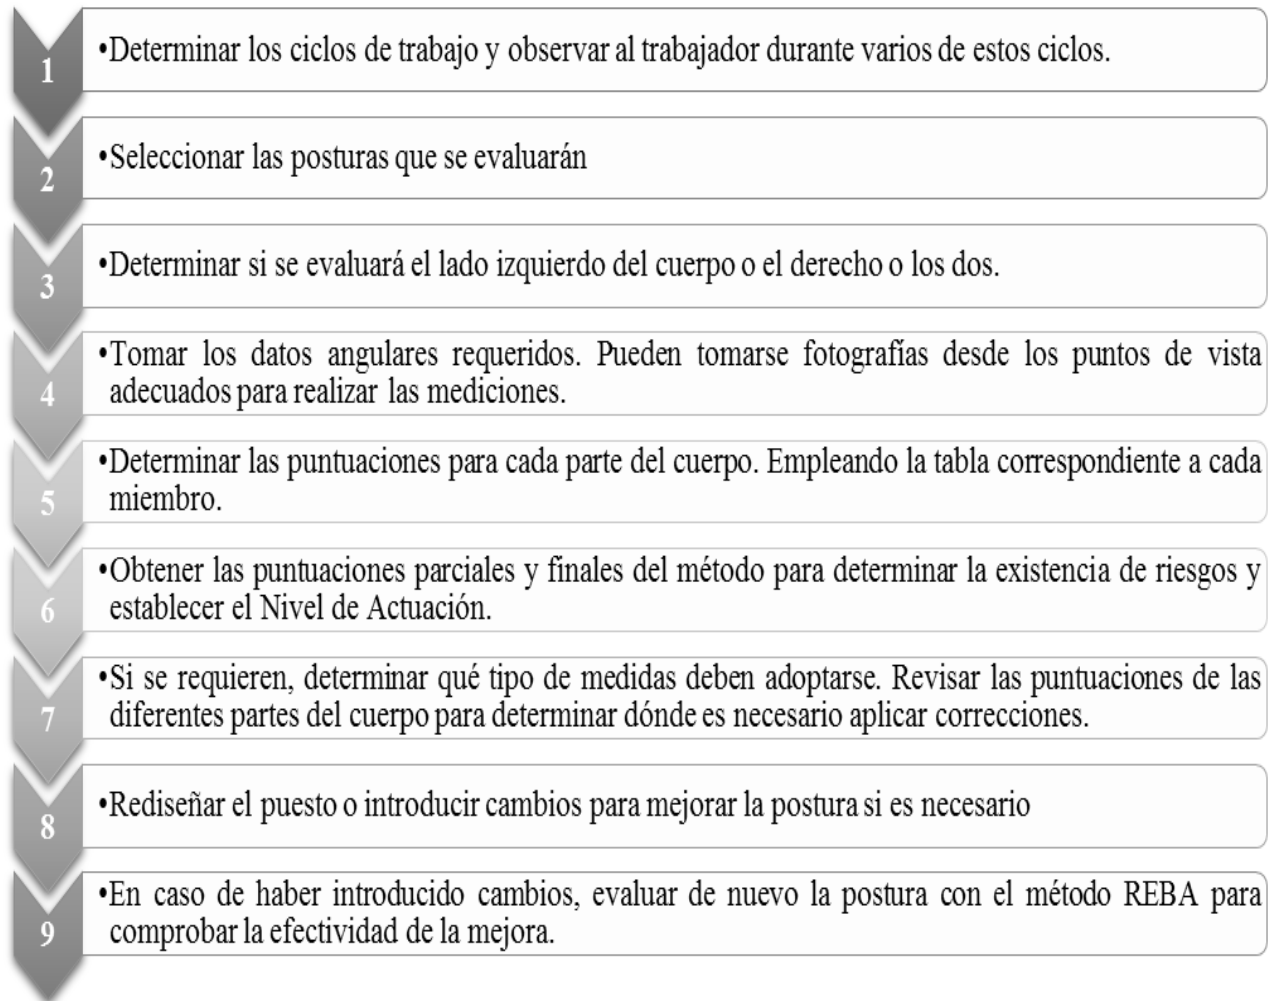 1
•Determinar los ciclos de trabajo y observar al trabajador durante varios de estos ciclos.
2
•Seleccionar las posturas que se evaluarán
3
•Determinar si se evaluará el lado izquierdo del cuerpo o el derecho o los dos.
4
•Tomar los datos angulares requeridos. Pueden tomarse fotografías desde los puntos de vista
adecuados para realizar las mediciones.
5
•Determinar las puntuaciones para cada parte del cuerpo. Empleando la tabla correspondiente a cada
miembro.
6
•Obtener las puntuaciones parciales y finales del método para determinar la existencia de riesgos y
establecer el Nivel de Actuación.
7
•Si se requieren, determinar qué tipo de medidas deben adoptarse. Revisar las puntuaciones de las
diferentes partes del cuerpo para determinar dónde es necesario aplicar correcciones.
8
•Rediseñar el puesto o introducir cambios para mejorar la postura si es necesario
9
•En caso de haber introducido cambios, evaluar de nuevo la postura con el método REBA para
comprobar la efectividad de la mejora.